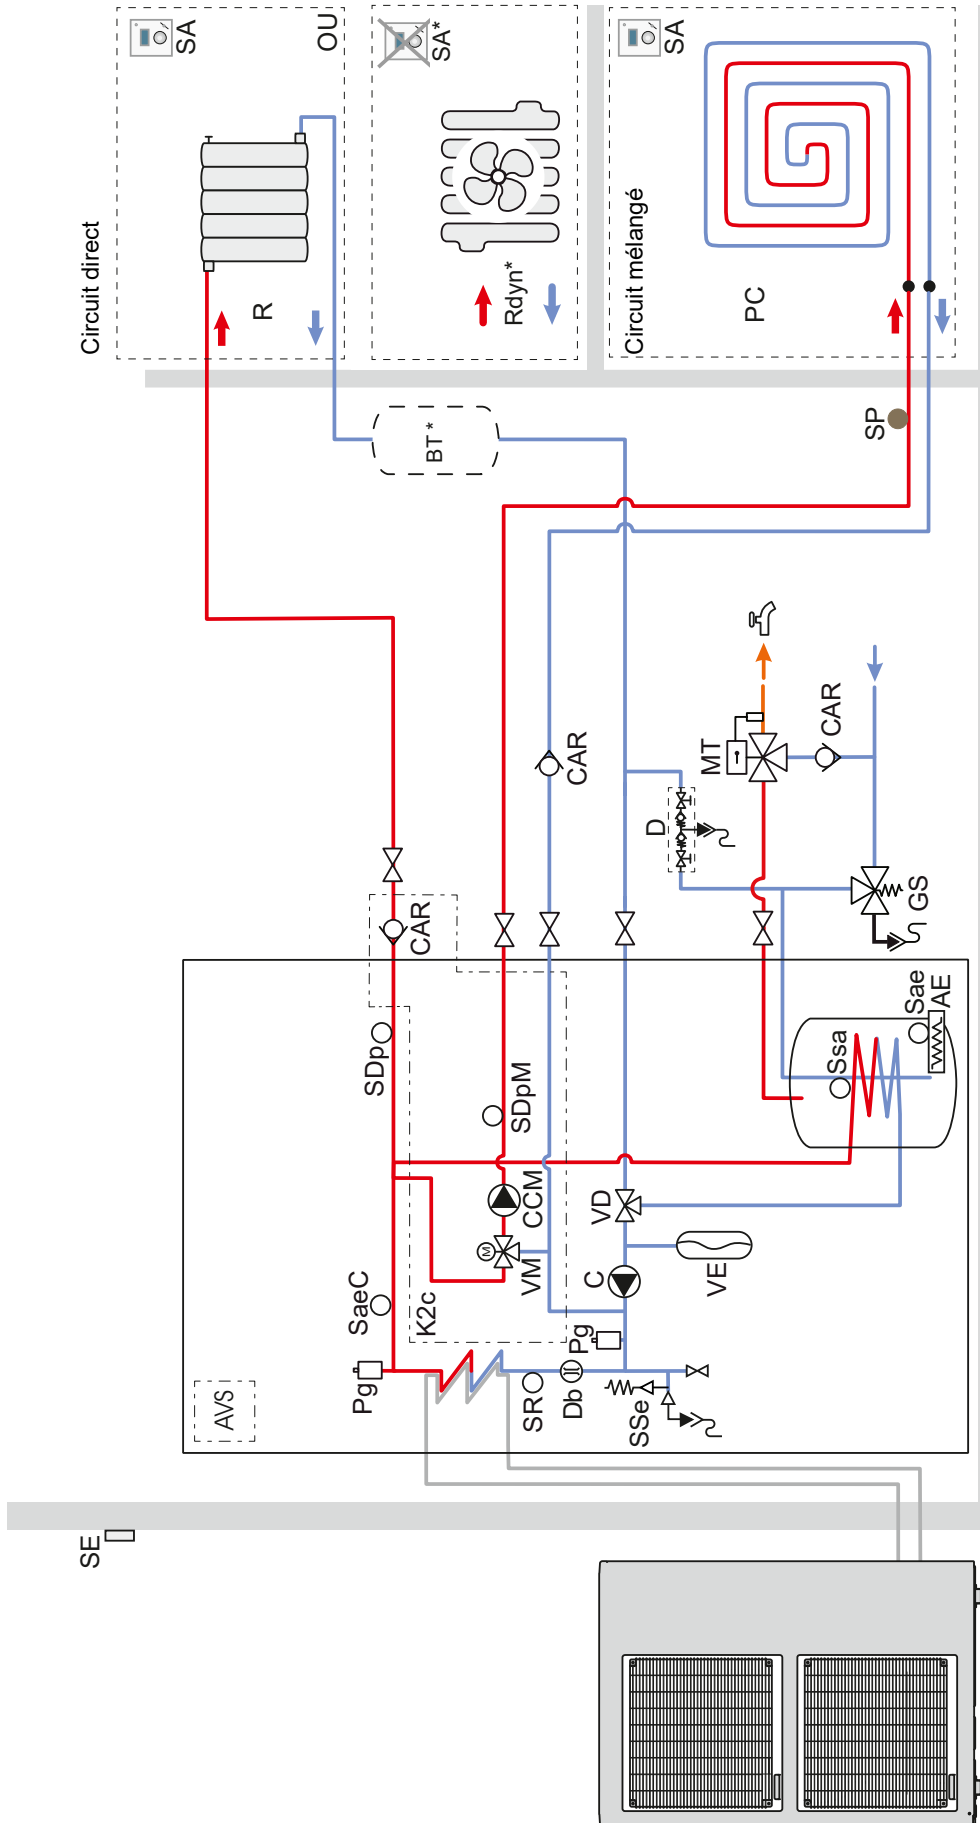 Circuit direct
SA
OU
R
SA*
Rdyn*
Circuit mélangé
SA
PC
BT*
SP
CAR
MT
CAR
D
GS
CAR
SDp
SDpM
Sae
AE
Ssa
SaeC
K2c
CCM
M
VM
VD
C
VE
Pg
Pg
SR
Db
SSe
AVS
SE